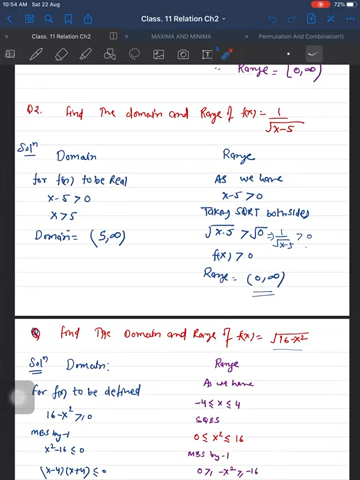 10:54 AM Sat 22 Aug
72%
Class. 11 Relation Ch2
Class. 11 Relation Ch2
MAXIMA AND MINIMA
Permutation And Combination1
Range = [0,∞)
Q2. find The domain and Range of f(x) = 1/√(x-5)
Solⁿ
Domain
for f(x) to be Real
x-5 > 0
x > 5
Domain = (5,∞)
Range
As we have
x-5 > 0
Taking SQRT both sides
√(x-5) > √0 ⇒ 1/√(x-5) > 0
f(x) > 0
Range = (0,∞)
Q find The Domain and Range of f(x) = √(16-x²)
Solⁿ
Domain:
for f(x) to be defined
16-x² ≥ 0
MBS by -1
x²-16 ≤ 0
(x-4)(x+4) ≤ 0
Range
As we have
-4 ≤ x ≤ 4
SQBS
0 ≤ x² ≤ 16
MBS by -1
0 ≥ -x² ≥ -16